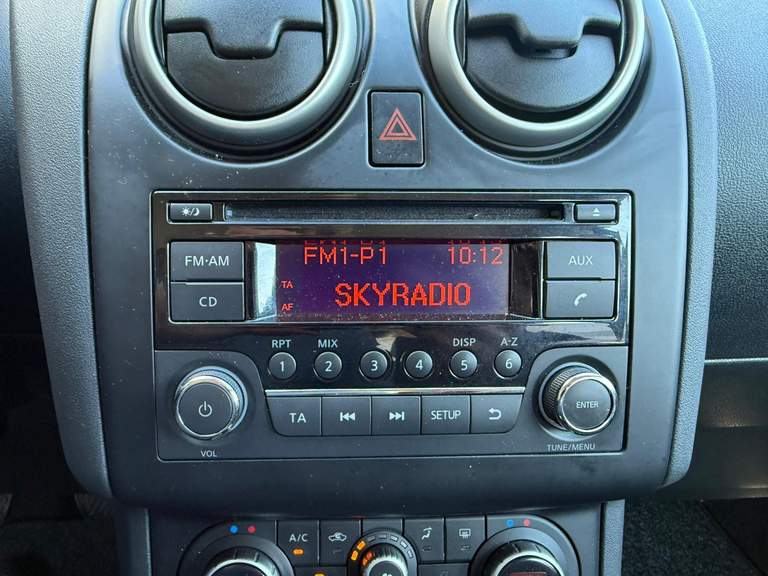 FM·AM
CD
FM1-P1 10:12
TA
AF
SKYRADIO
AUX
RPT MIX DISP A-Z
1 2 3 4 5 6
VOL
TA SETUP
ENTER
TUNE/MENU
A/C